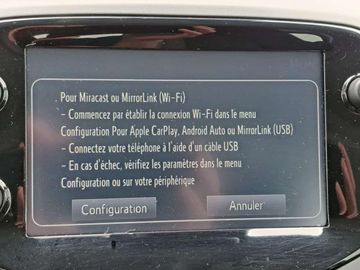 Pour Miracast ou MirrorLink (Wi-Fi)
- Commencez par établir la connexion Wi-Fi dans le menu
Configuration Pour Apple CarPlay, Android Auto ou MirrorLink (USB)
- Connectez votre téléphone à l'aide d'un câble USB
- En cas d'échec, vérifiez les paramètres dans le menu
Configuration ou sur votre périphérique
Configuration Annuler